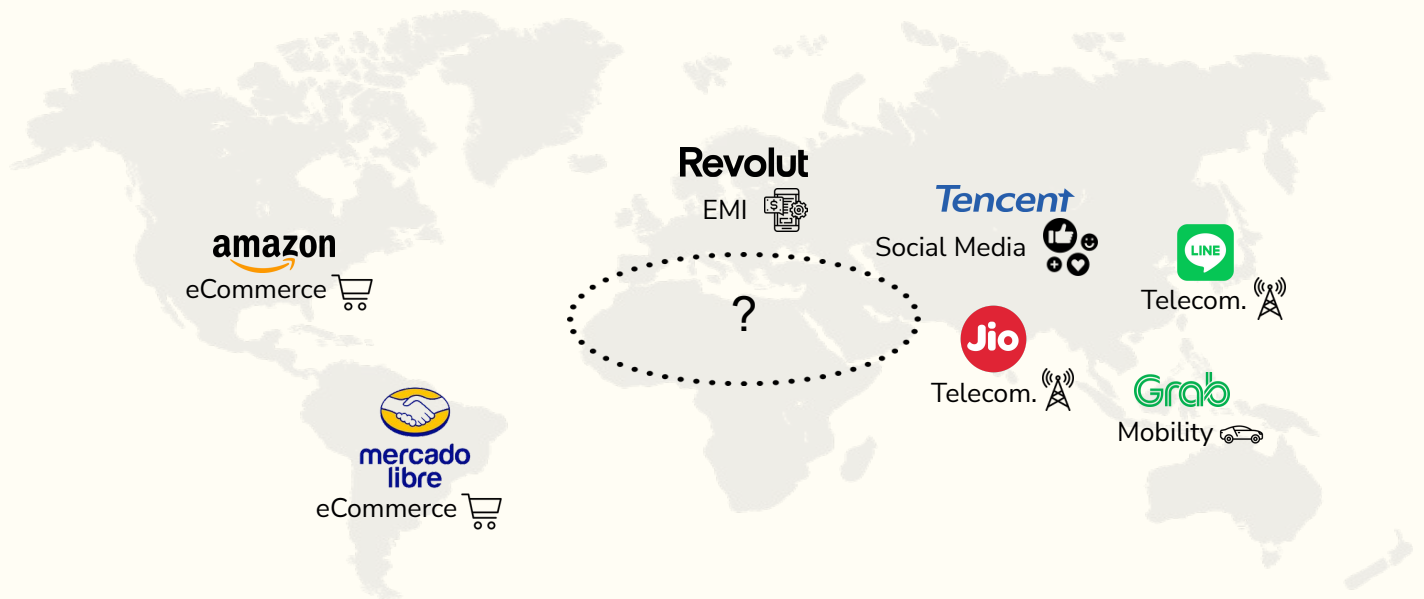 Revolut
EMI
$
Tencent
Social Media
amazon
eCommerce
LINE
Telecom.
?
Jio
Telecom.
Grab
Mobility
mercado
libre
eCommerce